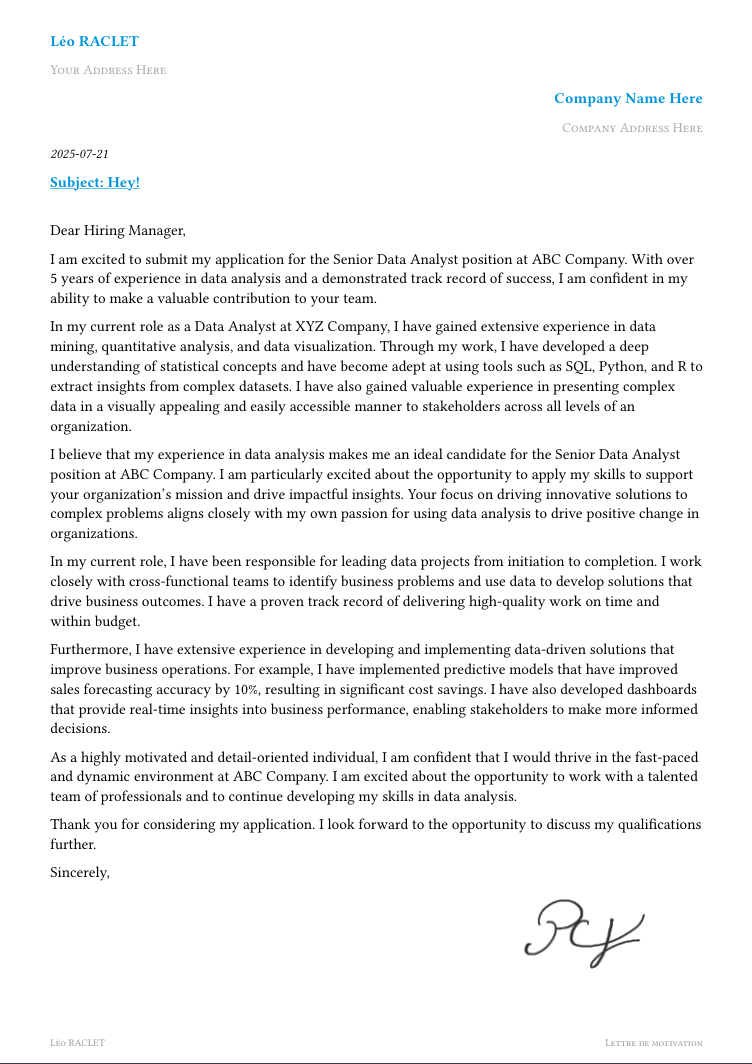 Léo RACLET
Your Address Here
Company Name Here
Company Address Here
2025-07-21
Subject: Hey!
Dear Hiring Manager,
I am excited to submit my application for the Senior Data Analyst position at ABC Company. With over
5 years of experience in data analysis and a demonstrated track record of success, I am confident in my
ability to make a valuable contribution to your team.
In my current role as a Data Analyst at XYZ Company, I have gained extensive experience in data
mining, quantitative analysis, and data visualization. Through my work, I have developed a deep
understanding of statistical concepts and have become adept at using tools such as SQL, Python, and R to
extract insights from complex datasets. I have also gained valuable experience in presenting complex
data in a visually appealing and easily accessible manner to stakeholders across all levels of an
organization.
I believe that my experience in data analysis makes me an ideal candidate for the Senior Data Analyst
position at ABC Company. I am particularly excited about the opportunity to apply my skills to support
your organization’s mission and drive impactful insights. Your focus on driving innovative solutions to
complex problems aligns closely with my own passion for using data analysis to drive positive change in
organizations.
In my current role, I have been responsible for leading data projects from initiation to completion. I work
closely with cross-functional teams to identify business problems and use data to develop solutions that
drive business outcomes. I have a proven track record of delivering high-quality work on time and
within budget.
Furthermore, I have extensive experience in developing and implementing data-driven solutions that
improve business operations. For example, I have implemented predictive models that have improved
sales forecasting accuracy by 10%, resulting in significant cost savings. I have also developed dashboards
that provide real-time insights into business performance, enabling stakeholders to make more informed
decisions.
As a highly motivated and detail-oriented individual, I am confident that I would thrive in the fast-paced
and dynamic environment at ABC Company. I am excited about the opportunity to work with a talented
team of professionals and to continue developing my skills in data analysis.
Thank you for considering my application. I look forward to the opportunity to discuss my qualifications
further.
Sincerely,
Léo RACLET
Lettre de motivation